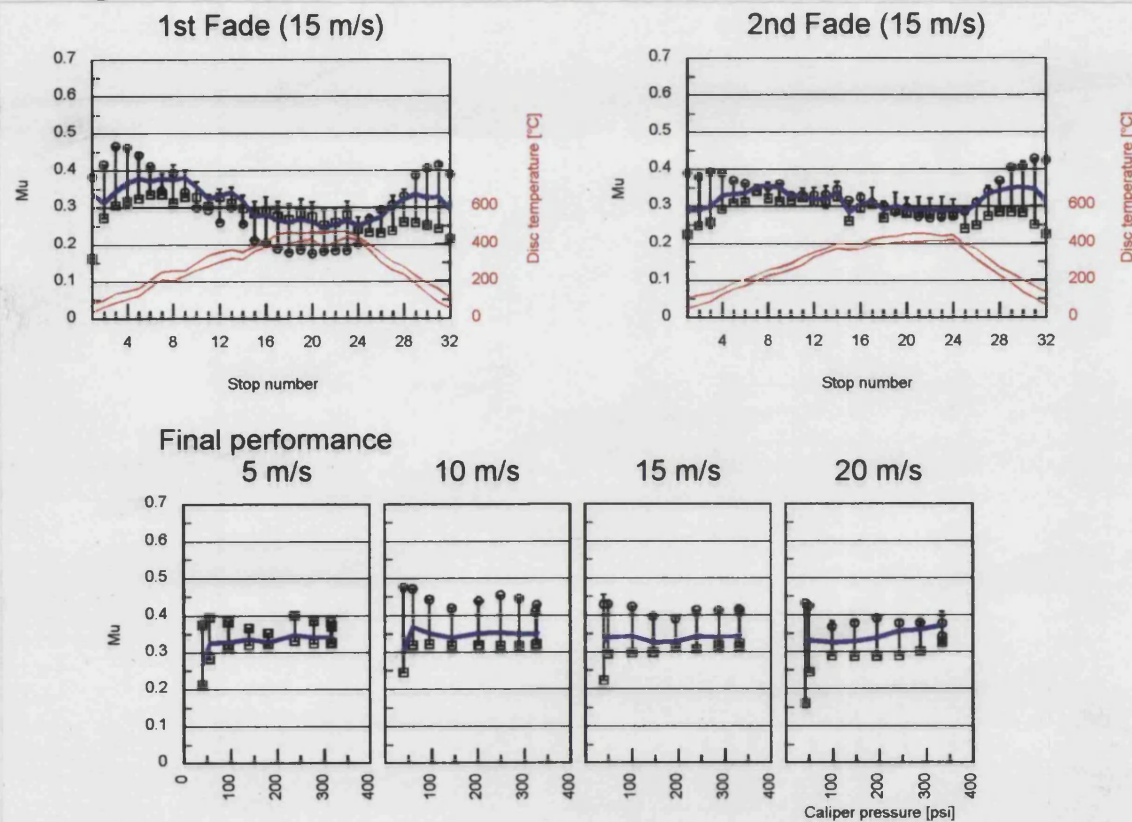 1st Fade (15 m/s)
0.7
0.6
0.5
0.4
0.3
0.2
0.1
0
Mu
600
400
200
0
Disc temperature [°C]
4 8 12 16 20 24 28 32
Stop number
2nd Fade (15 m/s)
0.7
0.6
0.5
0.4
0.3
0.2
0.1
0
Mu
600
400
200
0
Disc temperature [°C]
4 8 12 16 20 24 28 32
Stop number
Final performance
5 m/s 10 m/s 15 m/s 20 m/s
0.7
0.6
0.5
0.4
0.3
0.2
0.1
0
Mu
0 100 200 300 400
100 200 300 400
100 200 300 400
100 200 300 400
Caliper pressure [psi]